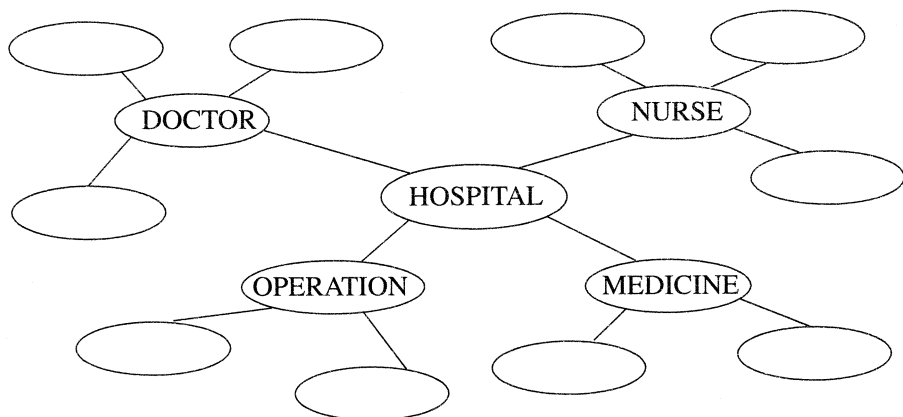 DOCTOR
NURSE
HOSPITAL
OPERATION
MEDICINE